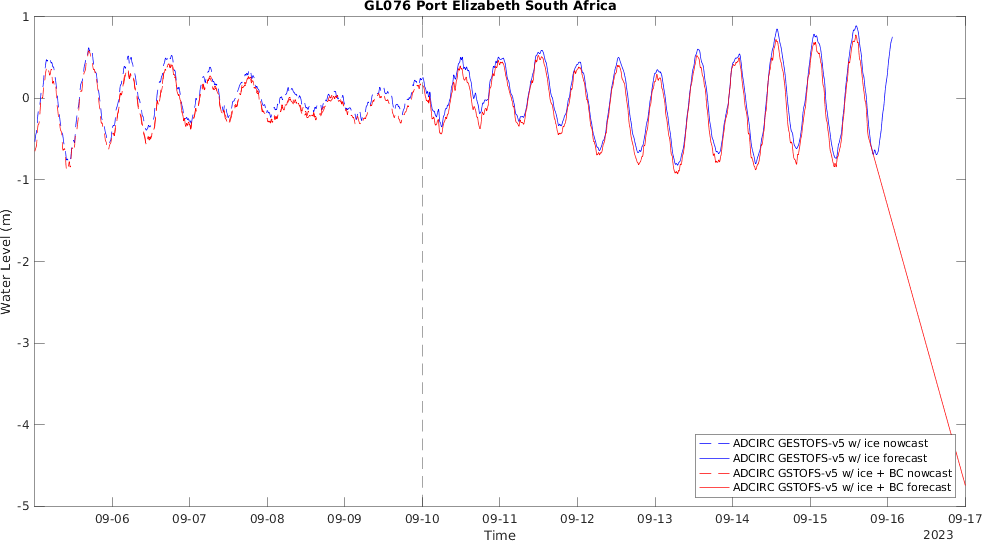 GL076 Port Elizabeth South Africa
1
0
-1
-2
-3
-4
-5
Water Level (m)
ADCIRC GESTOFS-v5 w/ ice nowcast
ADCIRC GESTOFS-v5 w/ ice forecast
ADCIRC GSTOFS-v5 w/ ice + BC nowcast
ADCIRC GSTOFS-v5 w/ ice + BC forecast
09-06 09-07 09-08 09-09 09-10 09-11 09-12 09-13 09-14 09-15 09-16 09-17
Time
2023